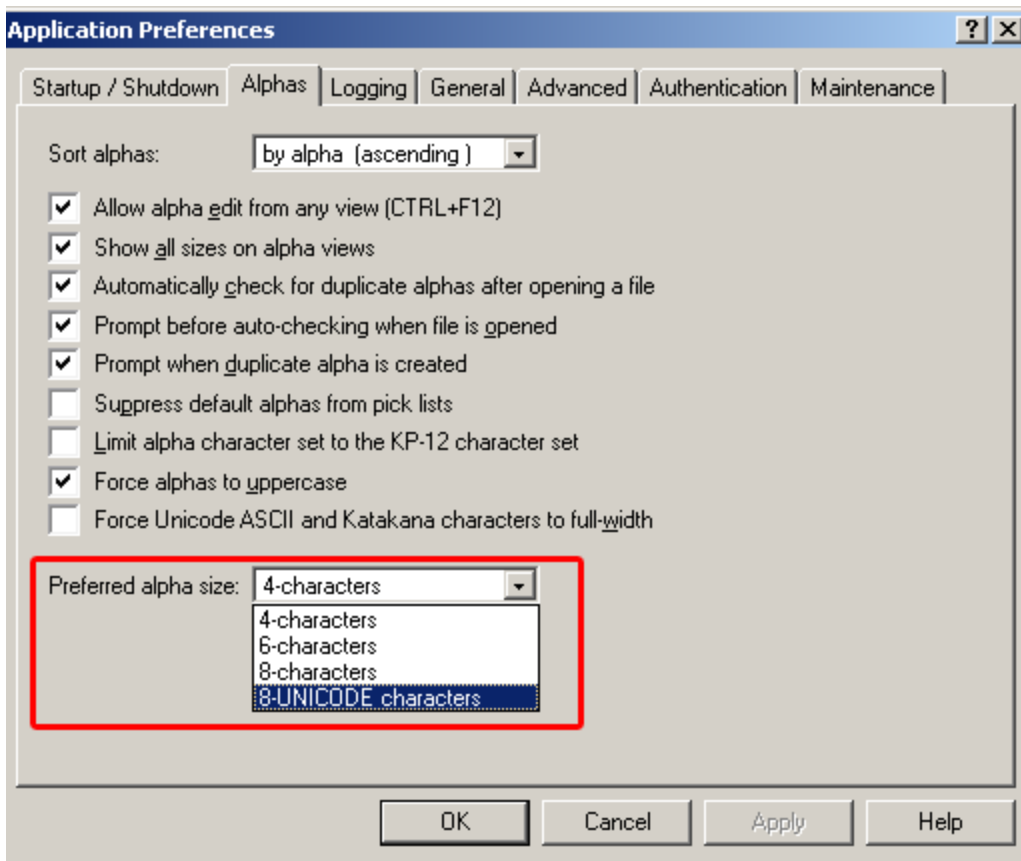 Application Preferences
Startup / Shutdown Alphas Logging General Advanced Authentication Maintenance
Sort alphas: by alpha (ascending )
Allow alpha edit from any view (CTRL+F12)
Show all sizes on alpha views
Automatically check for duplicate alphas after opening a file
Prompt before auto-checking when file is opened
Prompt when duplicate alpha is created
Suppress default alphas from pick lists
Limit alpha character set to the KP-12 character set
Force alphas to uppercase
Force Unicode ASCII and Katakana characters to full-width
Preferred alpha size: 4-characters
4-characters
6-characters
8-characters
8-UNICODE characters
OK Cancel Apply Help